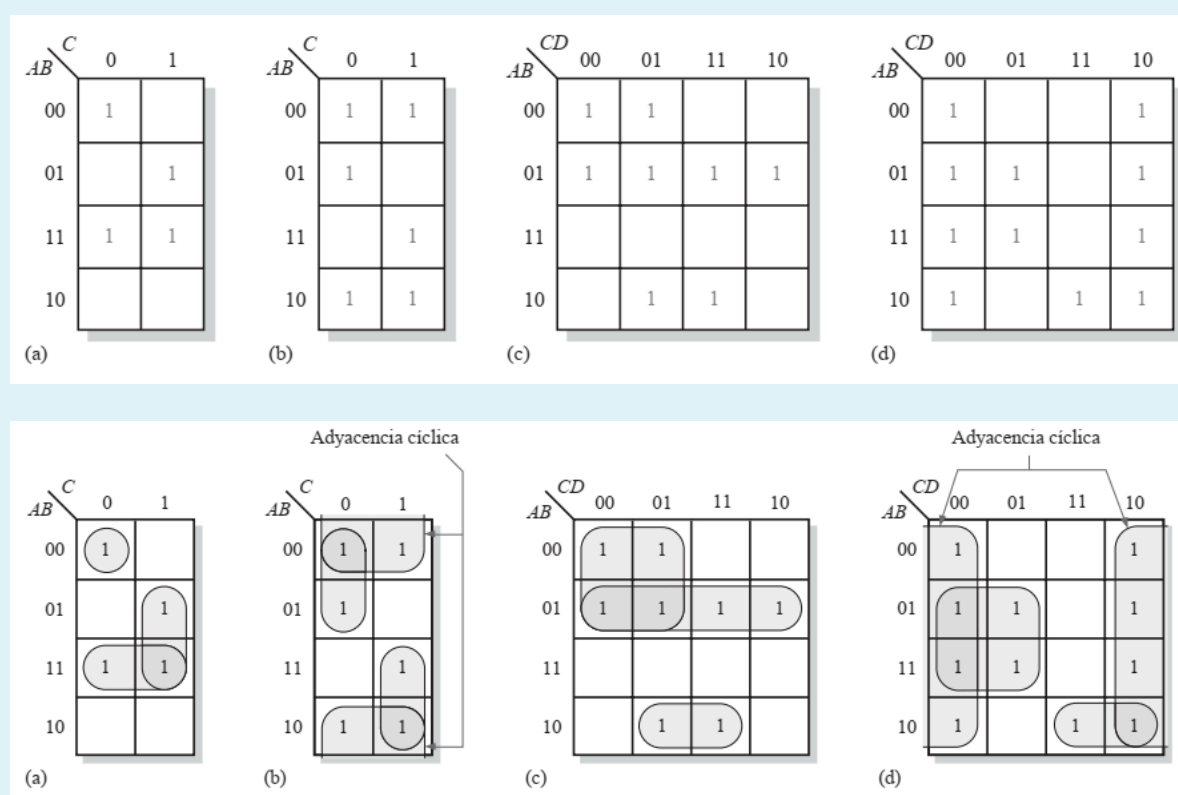 C C CD CD
AB 0 1 AB 0 1 AB 00 01 11 10 AB 00 01 11 10
00 1 00 1 1 00 1 1 00 1 1
01 1 01 1 01 1 1 1 1 01 1 1 1
11 1 1 11 1 11 11 1 1 1
10 10 1 1 10 1 1 10 1 1 1
(a) (b) (c) (d)
Adyacencia cíclica Adyacencia cíclica
C C CD CD
AB 0 1 AB 0 1 AB 00 01 11 10 AB 00 01 11 10
00 1 00 1 1 00 1 1 00 1 1
01 1 01 1 01 1 1 1 1 01 1 1 1
11 1 1 11 1 11 11 1 1 1
10 10 1 1 10 1 1 10 1 1 1
(a) (b) (c) (d)